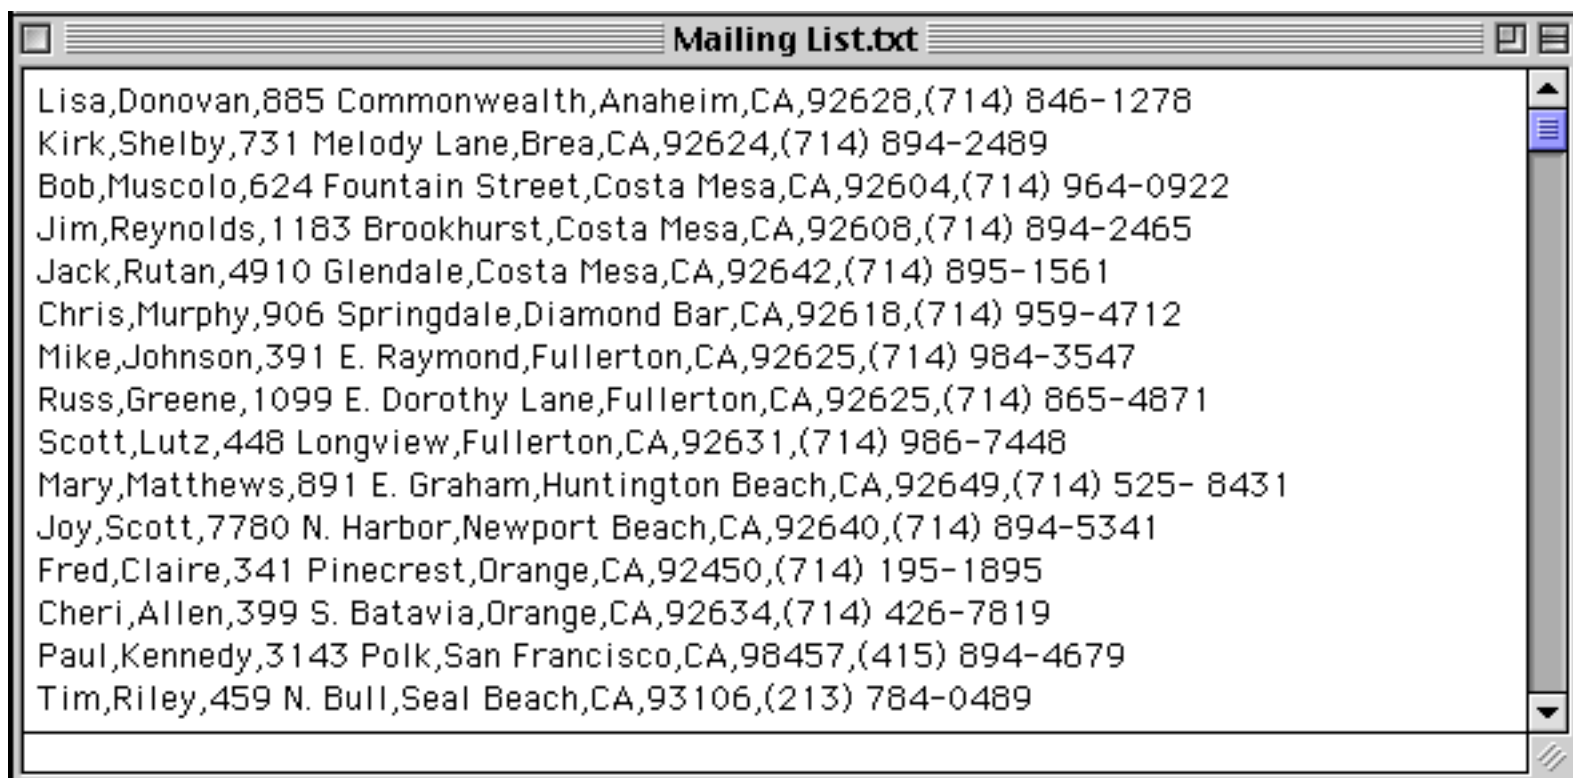 Mailing List.txt
Lisa,Donovan,885 Commonwealth,Anaheim,CA,92628,(714) 846-1278
Kirk,Shelby,731 Melody Lane,Brea,CA,92624,(714) 894-2489
Bob,Muscolo,624 Fountain Street,Costa Mesa,CA,92604,(714) 964-0922
Jim,Reynolds,1183 Brookhurst,Costa Mesa,CA,92608,(714) 894-2465
Jack,Rutan,4910 Glendale,Costa Mesa,CA,92642,(714) 895-1561
Chris,Murphy,906 Springdale,Diamond Bar,CA,92618,(714) 959-4712
Mike,Johnson,391 E. Raymond,Fullerton,CA,92625,(714) 984-3547
Russ,Greene,1099 E. Dorothy Lane,Fullerton,CA,92625,(714) 865-4871
Scott,Lutz,448 Longview,Fullerton,CA,92631,(714) 986-7448
Mary,Matthews,891 E. Graham,Huntington Beach,CA,92649,(714) 525- 8431
Joy,Scott,7780 N. Harbor,Newport Beach,CA,92640,(714) 894-5341
Fred,Claire,341 Pinecrest,Orange,CA,92450,(714) 195-1895
Cheri,Allen,399 S. Batavia,Orange,CA,92634,(714) 426-7819
Paul,Kennedy,3143 Polk,San Francisco,CA,98457,(415) 894-4679
Tim,Riley,459 N. Bull,Seal Beach,CA,93106,(213) 784-0489